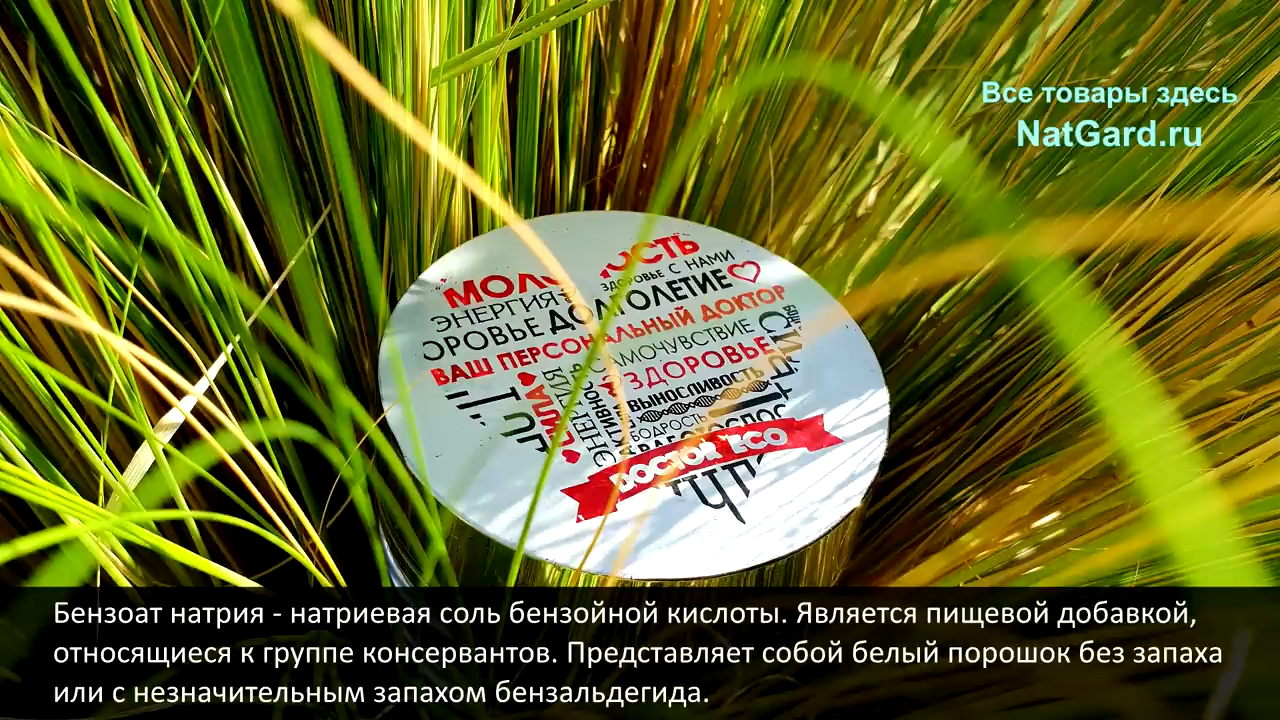 Все товары здесь
NatGard.ru
ЗДОРОВЬЕ С НАМИ
ЭНЕРГИЯ
ДОЛГОЛЕТИЕ
ВАШ ПЕРСОНАЛЬНЫЙ ДОКТОР
САМОЧУВСТВИЕ
СИЛА
ЗДОРОВЬЕ
ВЫНОСЛИВОСТЬ
БОДРОСТЬ
DOCTOR ECO
Бензоат натрия - натриевая соль бензойной кислоты. Является пищевой добавкой,
относящиеся к группе консервантов. Представляет собой белый порошок без запаха
или с незначительным запахом бензальдегида.